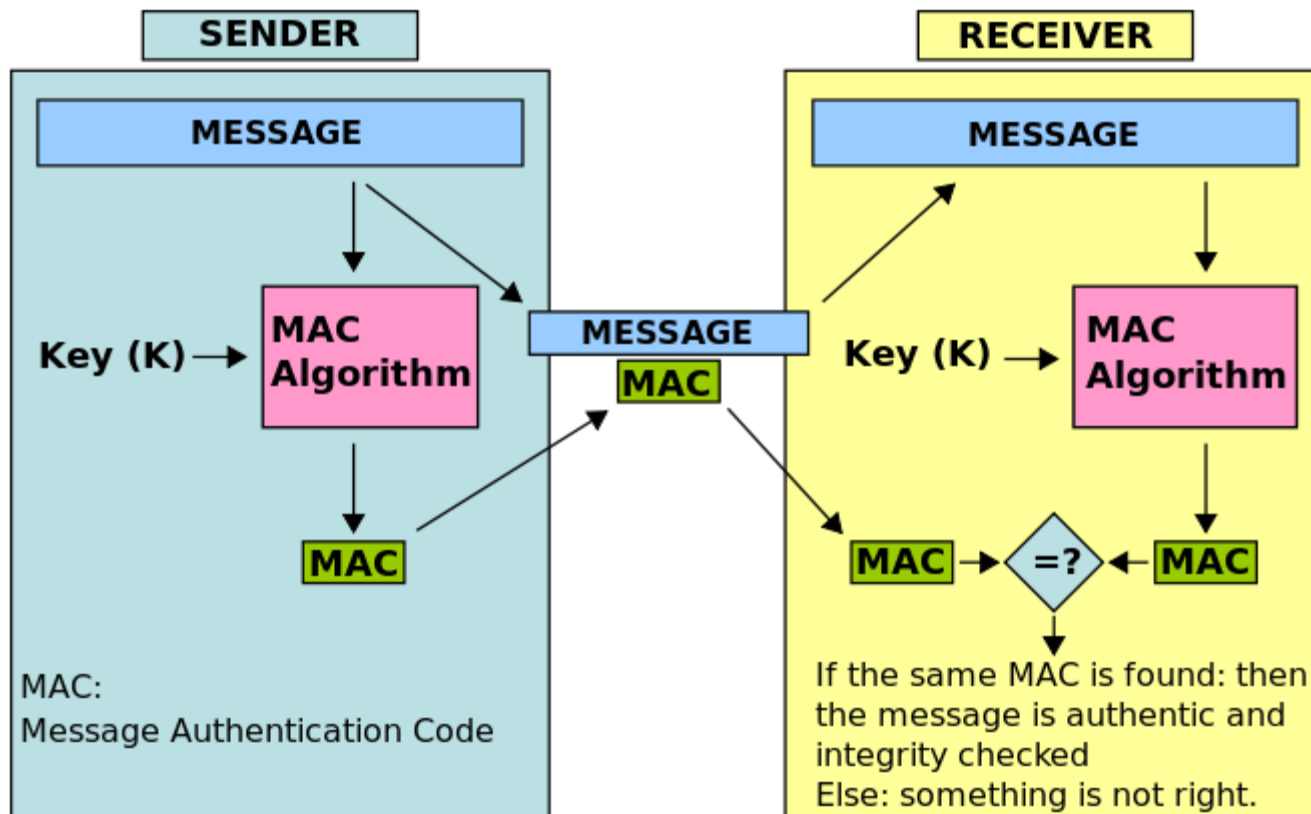 SENDER
RECEIVER
MESSAGE
MESSAGE
Key (K)
MAC
Algorithm
MESSAGE
MAC
Key (K)
MAC
Algorithm
MAC
MAC
=?
MAC
MAC:
Message Authentication Code
If the same MAC is found: then
the message is authentic and
integrity checked
Else: something is not right.